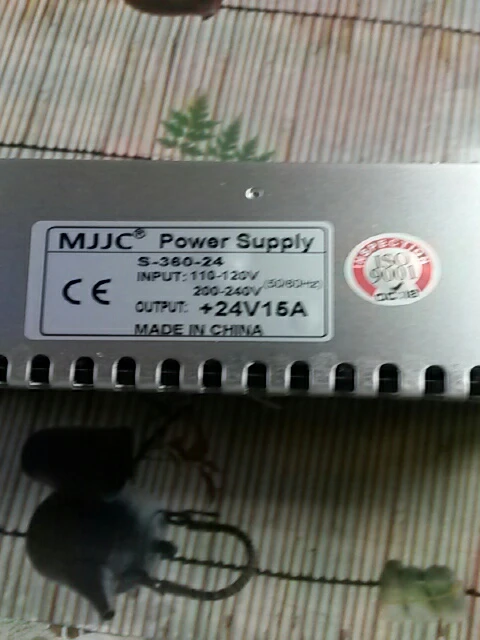 MJJC® Power Supply
S-360-24
INPUT: 110-120V
200-240V (50/60Hz)
OUTPUT: +24V15A
MADE IN CHINA
CE
INSPECTION
ISO
9001